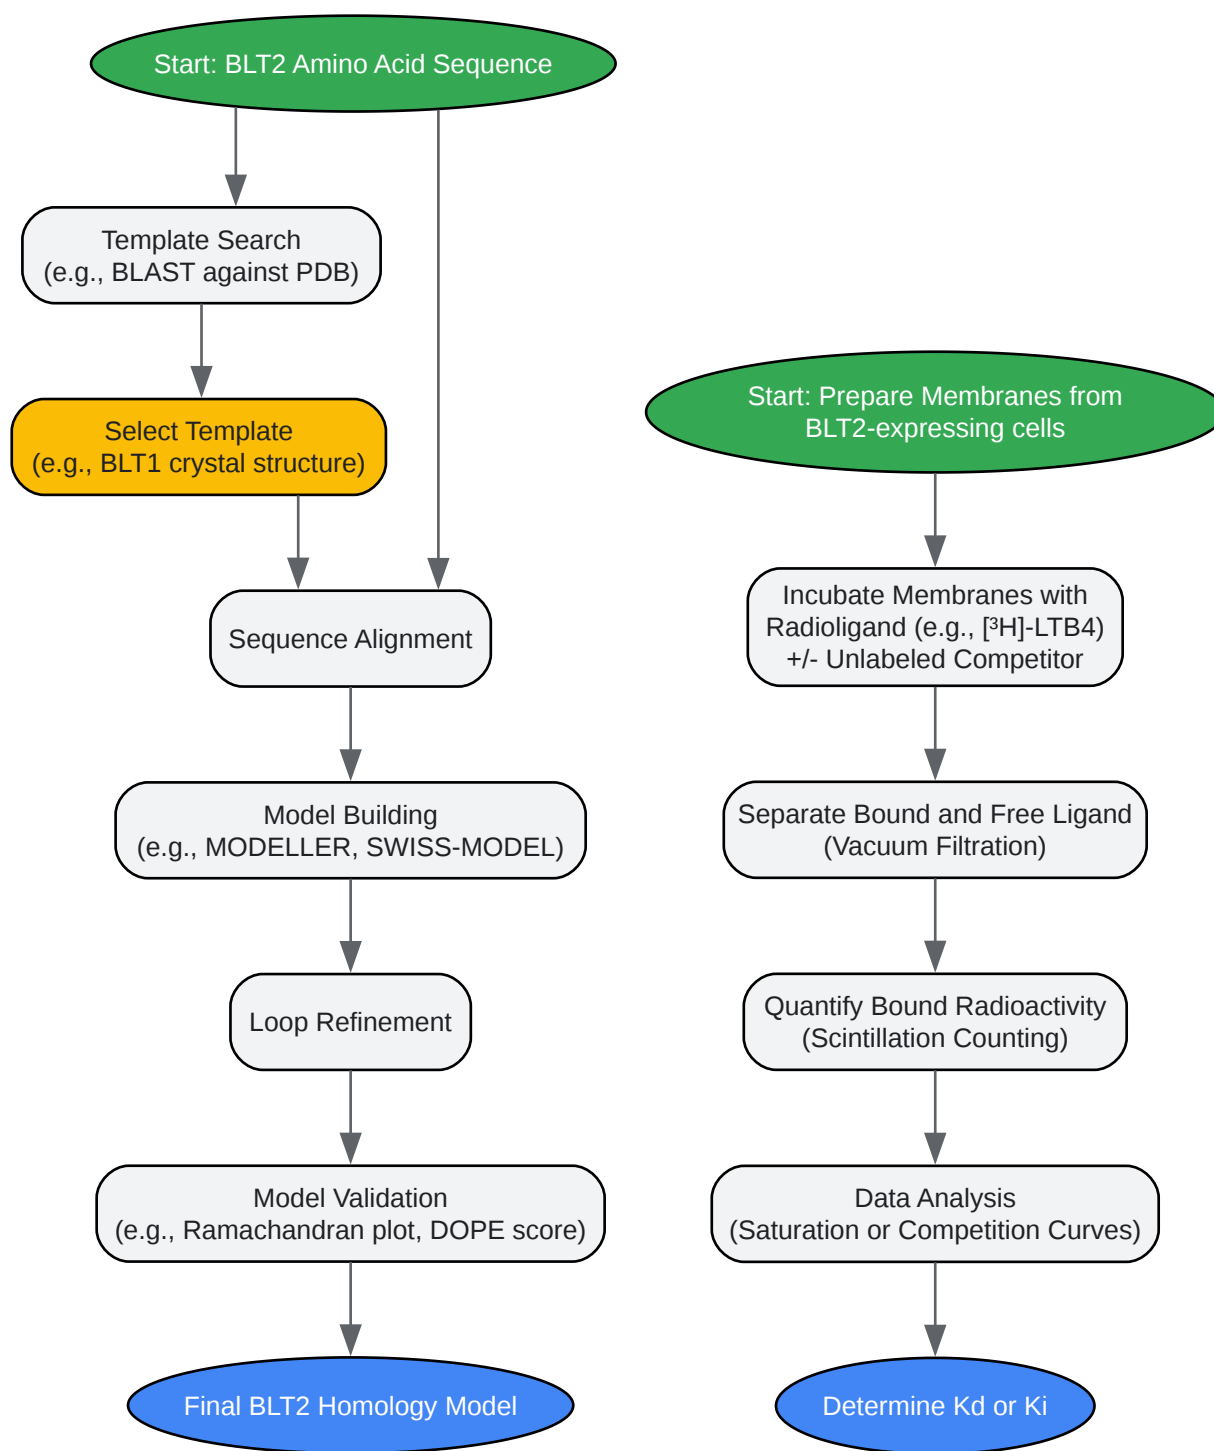 Start: BLT2 Amino Acid Sequence
Template Search
(e.g., BLAST against PDB)
Select Template
(e.g., BLT1 crystal structure)
Sequence Alignment
Model Building
(e.g., MODELLER, SWISS-MODEL)
Loop Refinement
Model Validation
(e.g., Ramachandran plot, DOPE score)
Final BLT2 Homology Model
Start: Prepare Membranes from
BLT2-expressing cells
Incubate Membranes with
Radioligand (e.g., [³H]-LTB4)
+/- Unlabeled Competitor
Separate Bound and Free Ligand
(Vacuum Filtration)
Quantify Bound Radioactivity
(Scintillation Counting)
Data Analysis
(Saturation or Competition Curves)
Determine Kd or Ki